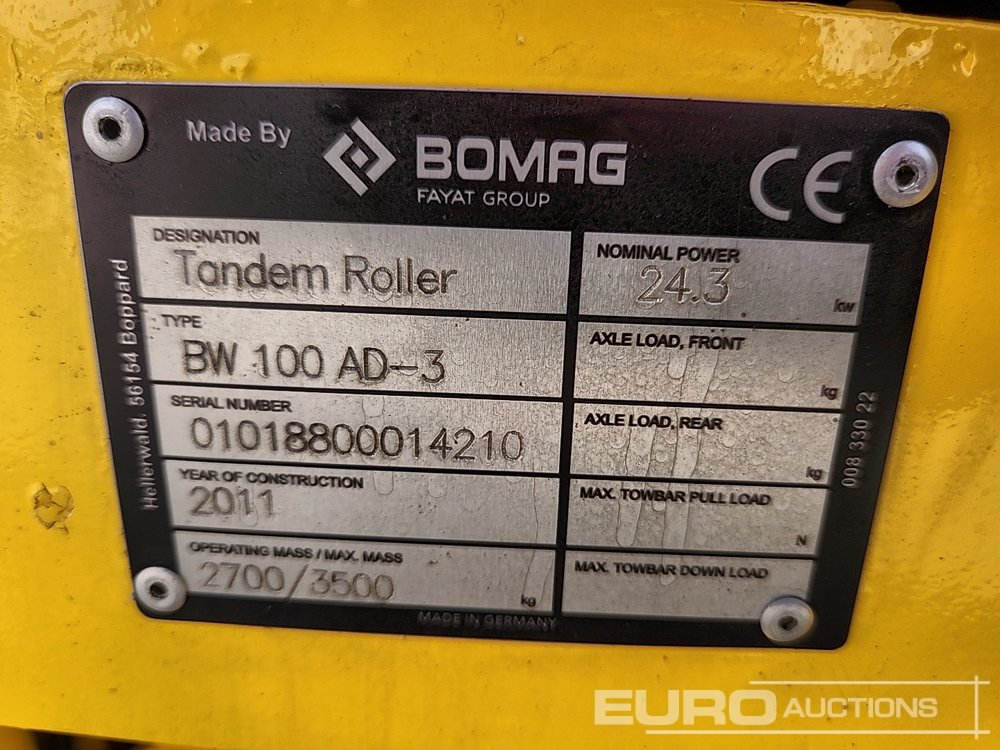 Made By
BOMAG
FAYAT GROUP
CE
DESIGNATION
Tandem Roller
NOMINAL POWER
24.3
kw
TYPE
BW 100 AD-3
AXLE LOAD, FRONT
kg
SERIAL NUMBER
01018800014210
AXLE LOAD, REAR
kg
YEAR OF CONSTRUCTION
2011
MAX. TOWBAR PULL LOAD
N
OPERATING MASS / MAX. MASS
2700/3500
kg
MAX. TOWBAR DOWN LOAD
MADE IN GERMANY
Hellerwald. 56154 Boppard
008 330 22
EURO AUCTIONS